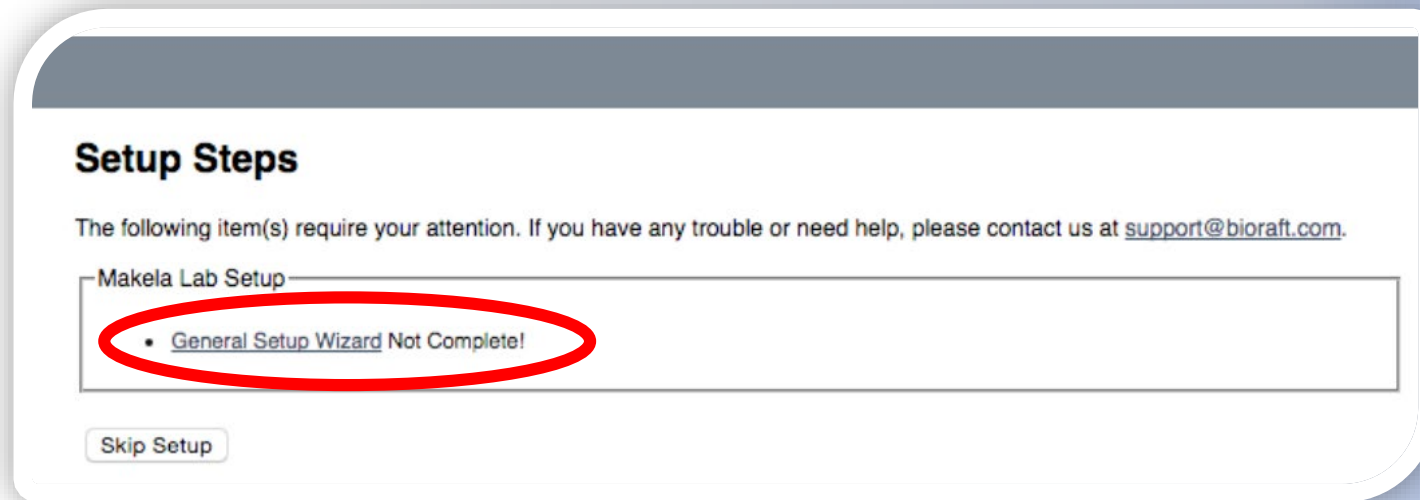 Setup Steps
The following item(s) require your attention. If you have any trouble or need help, please contact us at support@bioraft.com.
Makela Lab Setup
• General Setup Wizard Not Complete!
Skip Setup